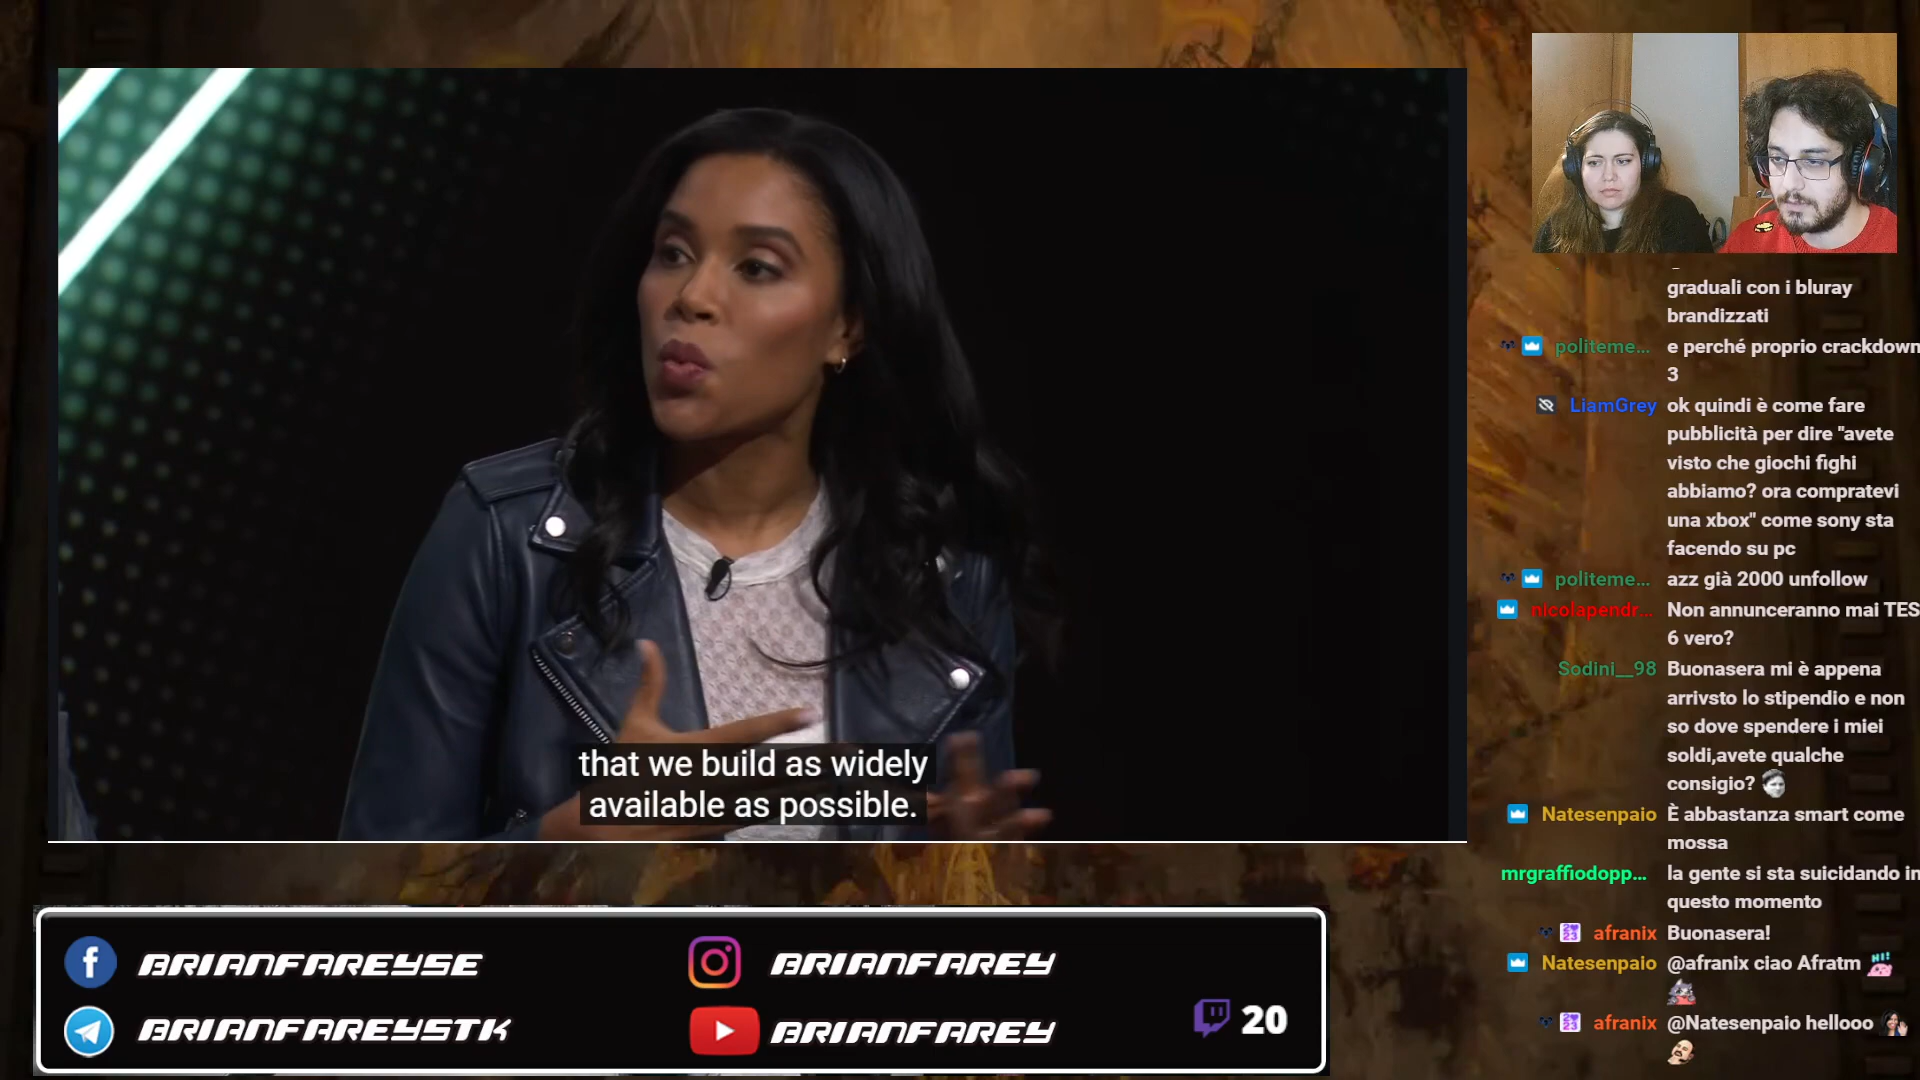 that we build as widely
available as possible.
graduali con i bluray
brandizzati
politeme... e perché proprio crackdown
3
LiamGrey ok quindi è come fare
pubblicità per dire "avete
visto che giochi fighi
abbiamo? ora compratevi
una xbox" come sony sta
facendo su pc
politeme... azz già 2000 unfollow
nicolapendr... Non annunceranno mai TES
6 vero?
Sodini__98 Buonasera mi è appena
arrivsto lo stipendio e non
so dove spendere i miei
soldi,avete qualche
consigio?
Natesenpaio È abbastanza smart come
mossa
mrgraffiodopp... la gente si sta suicidando in
questo momento
afranix Buonasera!
Natesenpaio @afranix ciao Afratm HI!
afranix @Natesenpaio hellooo
BRIANFAREYSE
BRIANFAREY
BRIANFAREYSTK
BRIANFAREY
20